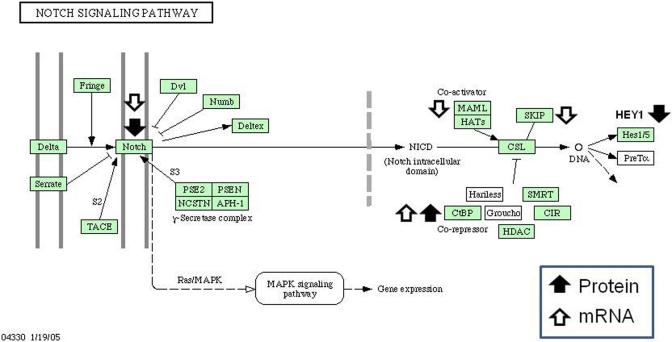 NOTCH SIGNALING PATHWAY
Fringe
Dvl
Numb
Deltex
Delta
Notch
Serrate
S2
TACE
S3
PSE2
PSEN
NCSTN
APH-1
γ-Secretase complex
NICD
(Notch intracellular
domain)
Co-activator
MAML
HATs
SKIP
CSL
HEY1
Hes1/5
DNA
PreTα
Hairless
SMRT
CtBP
Groucho
CIR
Co-repressor
HDAC
Ras/MAPK
MAPK signaling
pathway
Gene expression
Protein
mRNA
04330 1/19/05